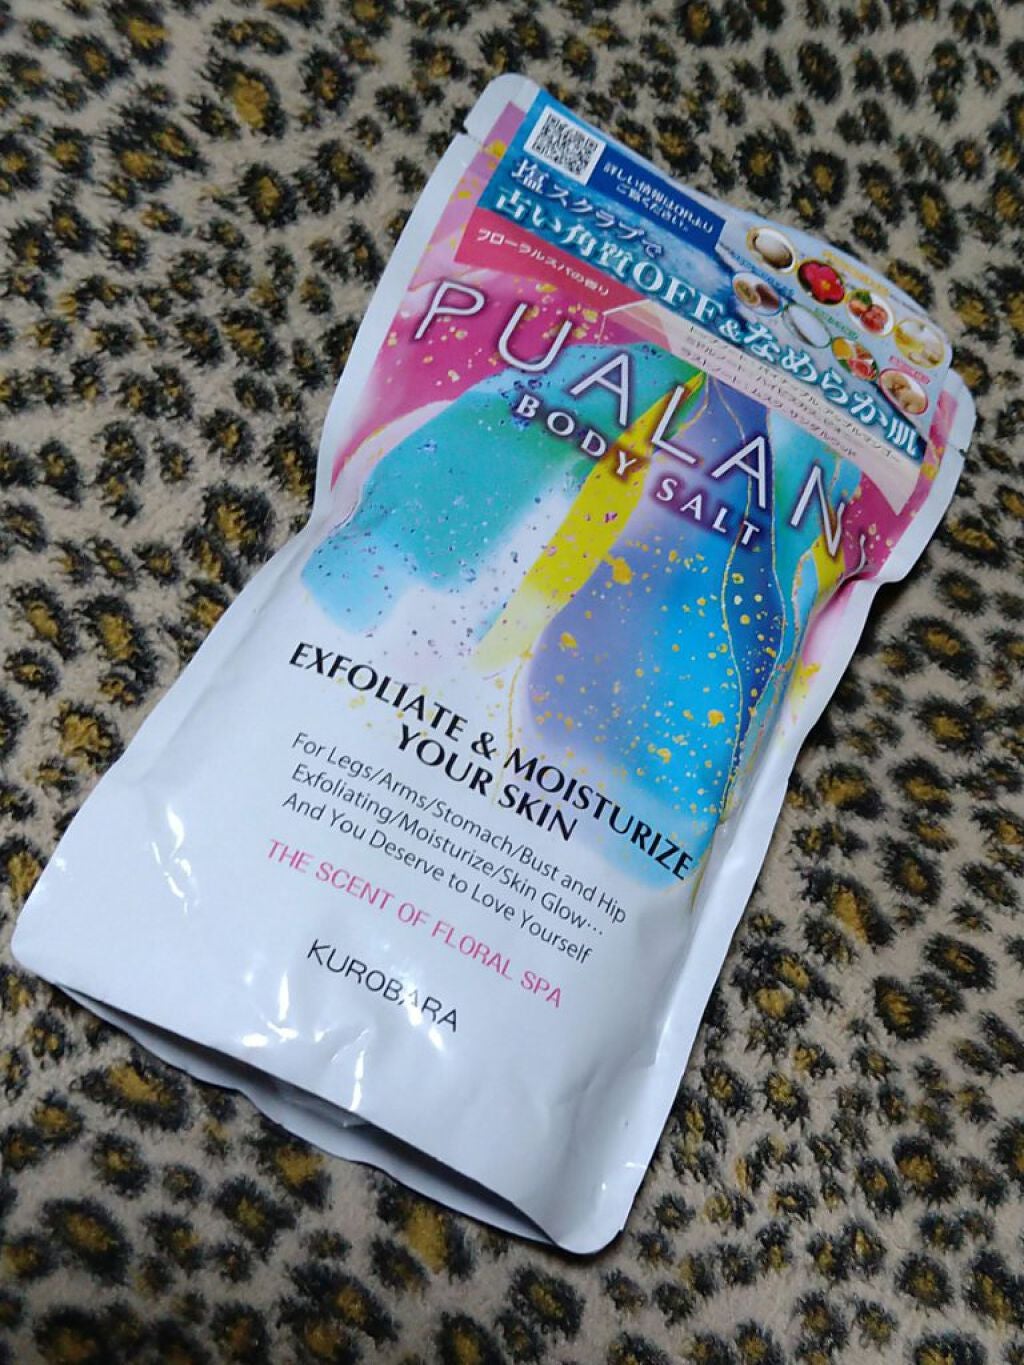 詳しい情報はQRより
ご覧ください。
塩スクラブで
古い角質OFF&なめらか肌
フローラルスパの香り
PUALANI
BODY SALT
EXFOLIATE & MOISTURIZE
YOUR SKIN
For Legs/Arms/Stomach/Bust and Hip
Exfoliating/Moisturize/Skin Glow…
And You Deserve to Love Yourself
THE SCENT OF FLORAL SPA
KUROBARA